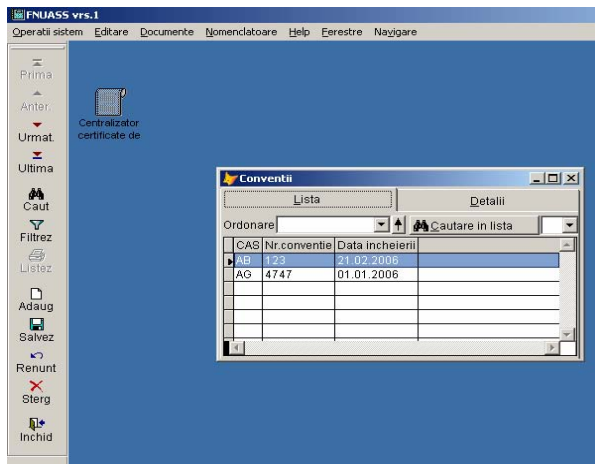 FNUASS vrs.1
Operatii sistem Editare Documente Nomenclatoare Help Ferestre Navigare
Prima
Anter.
Urmat.
Ultima
Caut
Filtrez
Listez
Adaug
Salvez
Renunt
Sterg
Inchid
Centralizator
certificate de
Conventii
Lista Detalii
Ordonare Cautare in lista
CAS Nr.conventie Data incheierii
AB 123 21.02.2006
AG 4747 01.01.2006